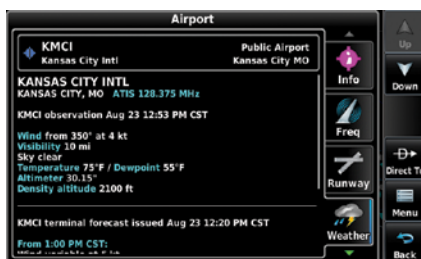 Airport
KMCI
Public Airport
Kansas City Intl
Kansas City MO
KANSAS CITY INTL
KANSAS CITY, MO ATIS 128.375 MHz
KMCI observation Aug 23 12:53 PM CST
Wind from 350° at 4 kt
Visibility 10 mi
Sky clear
Temperature 75°F / Dewpoint 55°F
Altimeter 30.15"
Density altitude 2100 ft
KMCI terminal forecast issued Aug 23 12:20 PM CST
From 1:00 PM CST:
Info
Freq
Runway
Weather
Up
Down
Direct To
Menu
Back